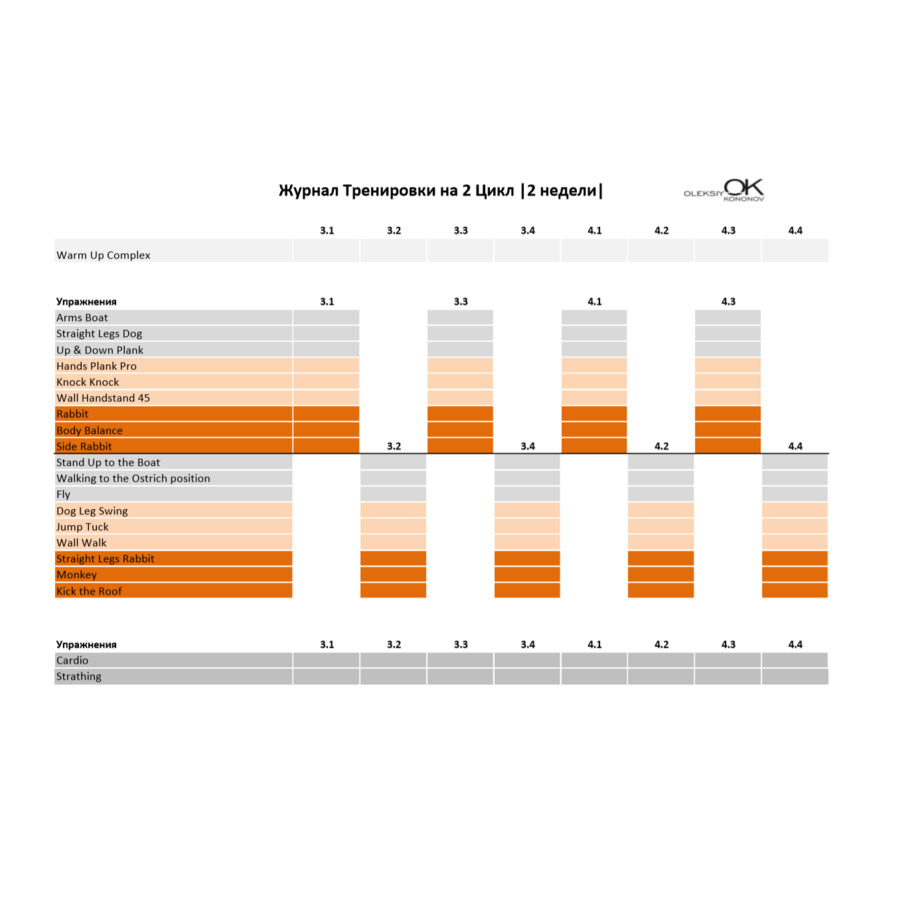 Журнал Тренировки на 2 Цикл |2 недели|
OLEKSIY OK
KONONOV
3.1 3.2 3.3 3.4 4.1 4.2 4.3 4.4
Warm Up Complex
Упражнения 3.1 3.3 4.1 4.3
Arms Boat
Straight Legs Dog
Up & Down Plank
Hands Plank Pro
Knock Knock
Wall Handstand 45
Rabbit
Body Balance
Side Rabbit 3.2 3.4 4.2 4.4
Stand Up to the Boat
Walking to the Ostrich position
Fly
Dog Leg Swing
Jump Tuck
Wall Walk
Straight Legs Rabbit
Monkey
Kick the Roof
Упражнения 3.1 3.2 3.3 3.4 4.1 4.2 4.3 4.4
Cardio
Strathing